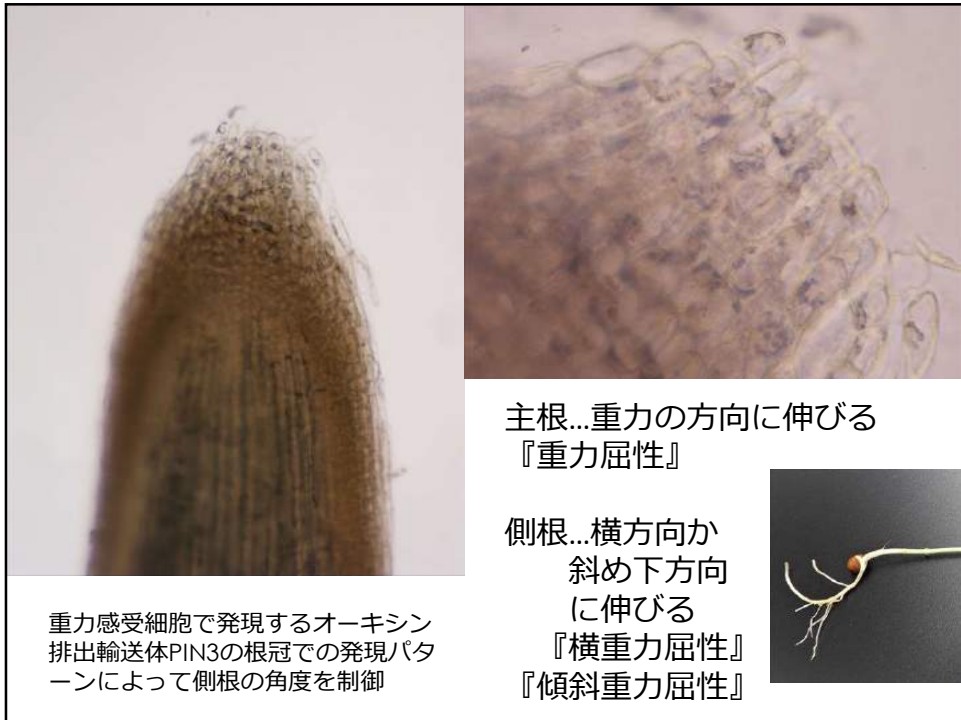 主根…重力の方向に伸びる
『重力屈性』
側根…横方向か
斜め下方向
に伸びる
『横重力屈性』
『傾斜重力屈性』
重力感受細胞で発現するオーキシン
排出輸送体PIN3の根冠での発現パタ
ーンによって側根の角度を制御